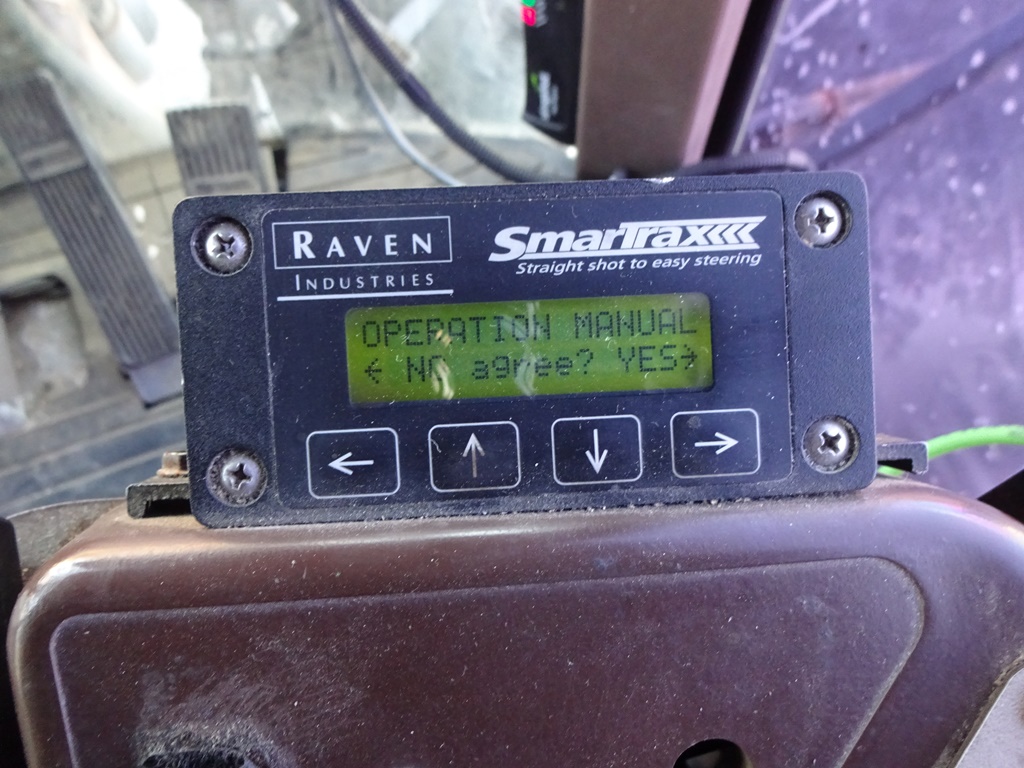 RAVEN
INDUSTRIES
SMARTRAX
Straight shot to easy steering
OPERATION MANUAL
← NO agree? YES→